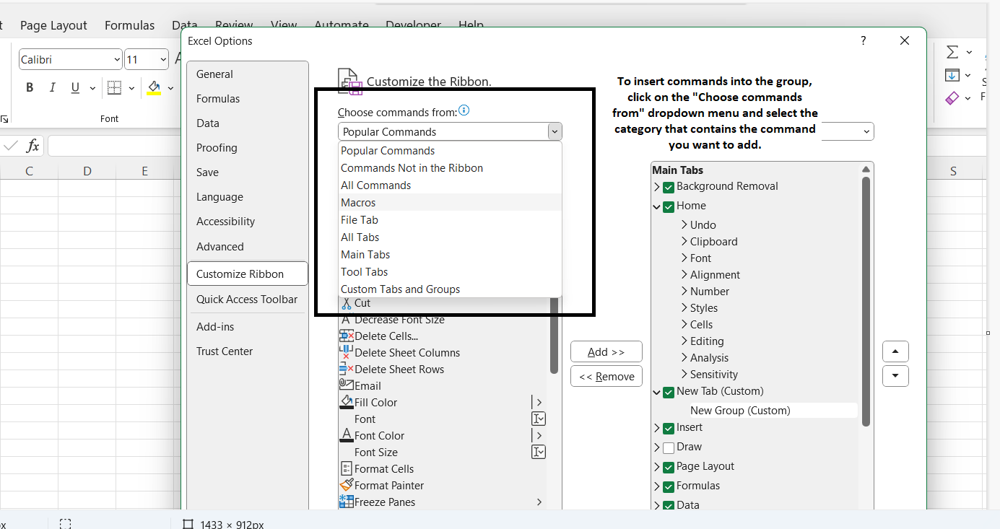 Page Layout Formulas Data Review View Automate Developer Help
Excel Options ?
Calibri 11 A
B I U
Font
fx
C D E S
General
Formulas
Data
Proofing
Save
Language
Accessibility
Advanced
Customize Ribbon
Quick Access Toolbar
Add-ins
Trust Center
Customize the Ribbon.
Choose commands from:
Popular Commands
Popular Commands
Commands Not in the Ribbon
All Commands
Macros
File Tab
All Tabs
Main Tabs
Tool Tabs
Custom Tabs and Groups
Cut
Decrease Font Size
Delete Cells...
Delete Sheet Columns
Delete Sheet Rows
Email
Fill Color
Font
Font Color
Font Size
Format Cells
Format Painter
Freeze Panes
Add >>
<< Remove
To insert commands into the group,
click on the "Choose commands
from" dropdown menu and select the
category that contains the command
you want to add.
Main Tabs
Background Removal
Home
Undo
Clipboard
Font
Alignment
Number
Styles
Cells
Editing
Analysis
Sensitivity
New Tab (Custom)
New Group (Custom)
Insert
Draw
Page Layout
Formulas
Data
1433 × 912px